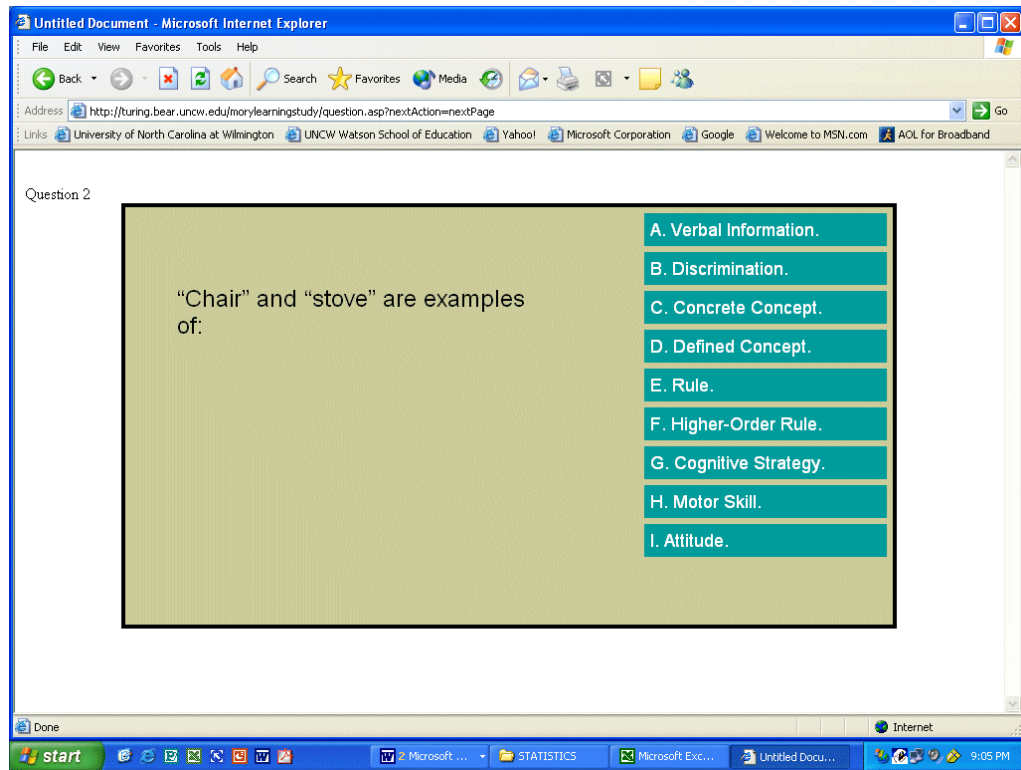 Untitled Document - Microsoft Internet Explorer
File Edit View Favorites Tools Help
Back Search Favorites Media
Address http://turing.bear.uncw.edu/morylearningstudy/question.asp?nextAction=nextPage Go
Links University of North Carolina at Wilmington UNCW Watson School of Education Yahoo! Microsoft Corporation Google Welcome to MSN.com AOL for Broadband
Question 2
“Chair” and “stove” are examples
of:
A. Verbal Information.
B. Discrimination.
C. Concrete Concept.
D. Defined Concept.
E. Rule.
F. Higher-Order Rule.
G. Cognitive Strategy.
H. Motor Skill.
I. Attitude.
Done Internet
start 2 Microsoft ... STATISTICS Microsoft Exc... Untitled Docu... 9:05 PM